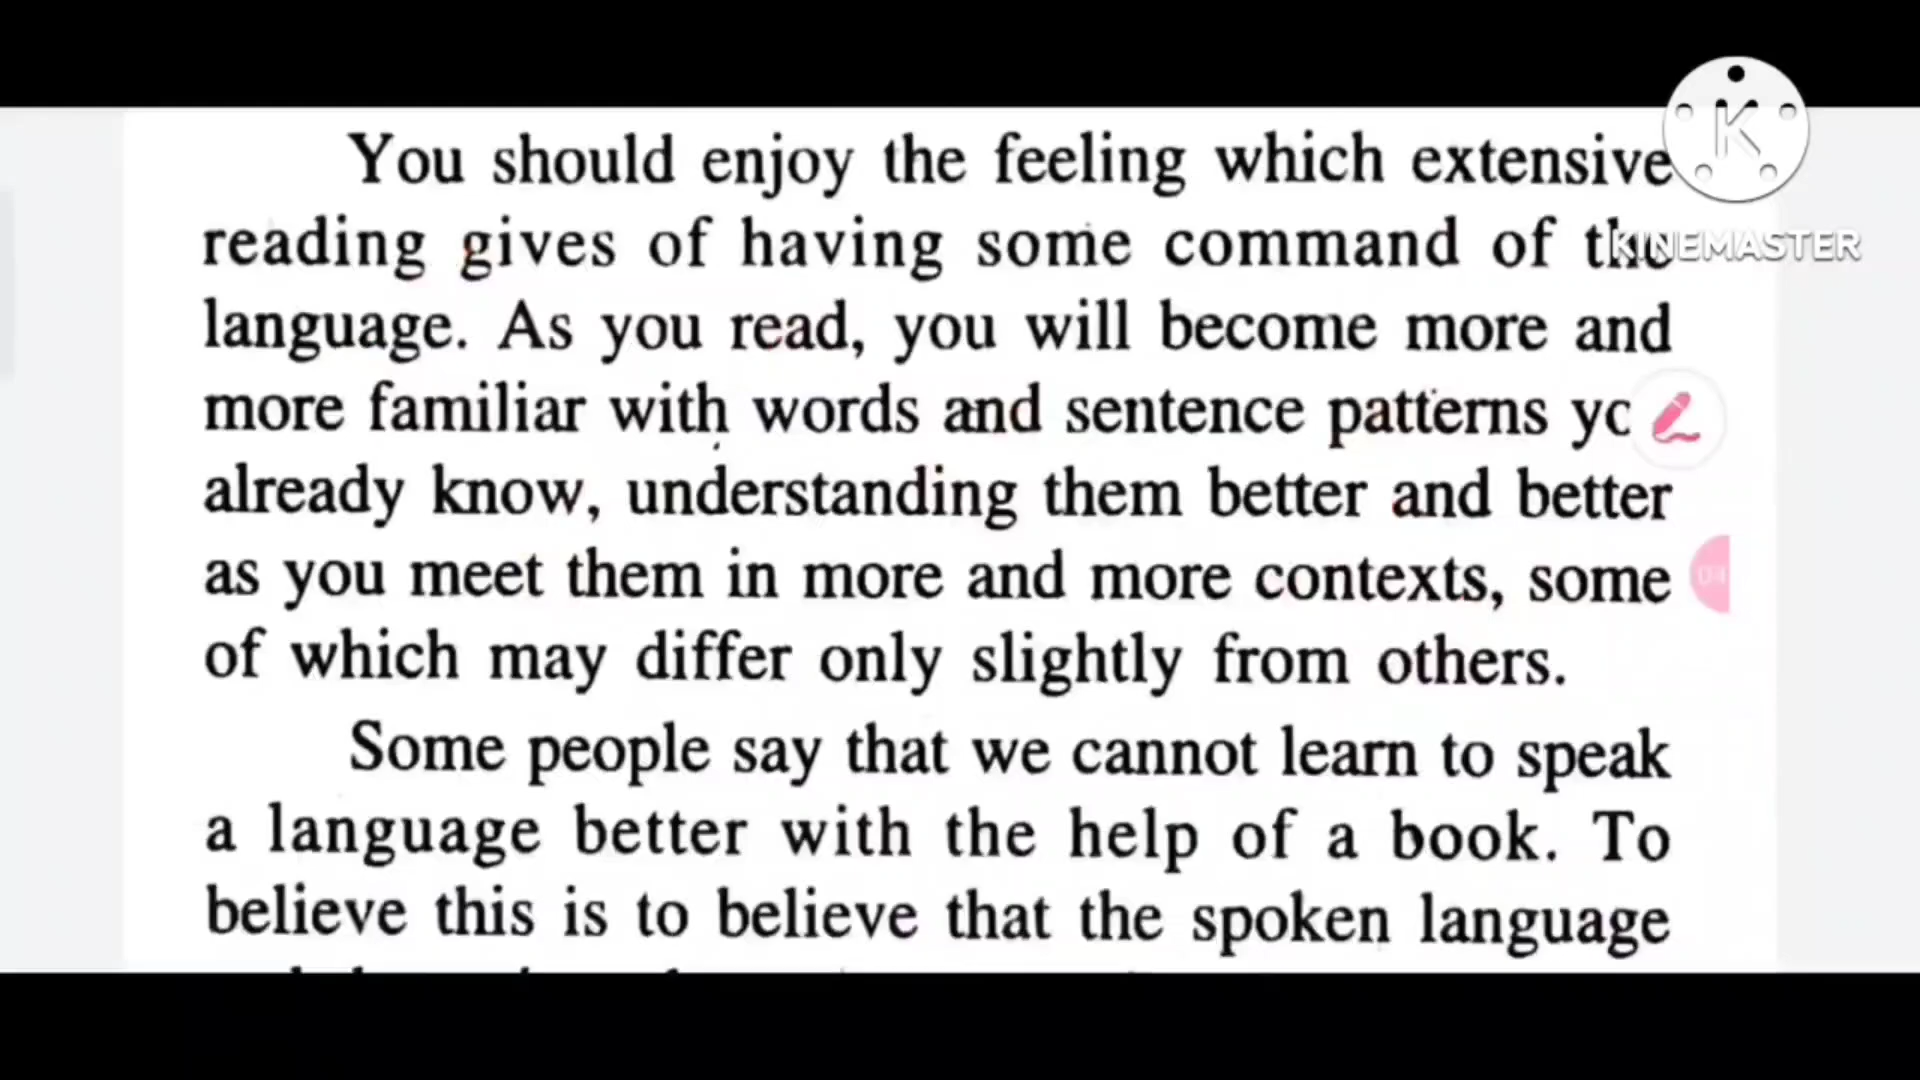 You should enjoy the feeling which extensive
reading gives of having some command of the
language. As you read, you will become more and
more familiar with words and sentence patterns yo
already know, understanding them better and better
as you meet them in more and more contexts, some
of which may differ only slightly from others.
Some people say that we cannot learn to speak
a language better with the help of a book. To
believe this is to believe that the spoken language
K
KINEMASTER